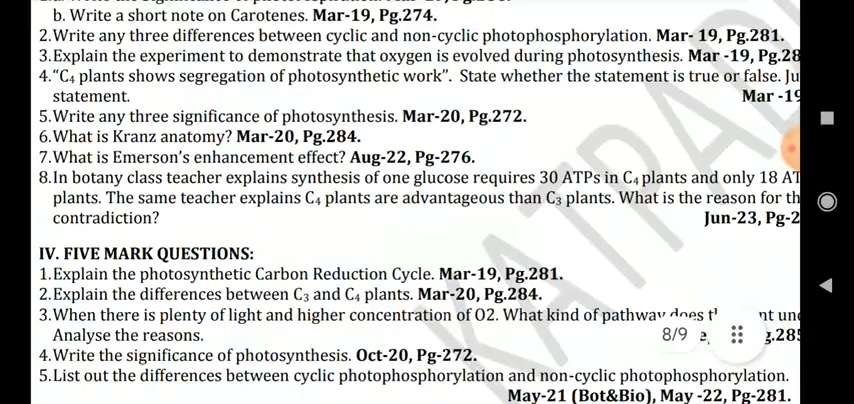 b. Write a short note on Carotenes. Mar-19, Pg.274.
2.Write any three differences between cyclic and non-cyclic photophosphorylation. Mar- 19, Pg.281.
3.Explain the experiment to demonstrate that oxygen is evolved during photosynthesis. Mar -19, Pg.28
4.“C₄ plants shows segregation of photosynthetic work”. State whether the statement is true or false. Ju
statement. Mar -19
5.Write any three significance of photosynthesis. Mar-20, Pg.272.
6.What is Kranz anatomy? Mar-20, Pg.284.
7.What is Emerson’s enhancement effect? Aug-22, Pg-276.
8.In botany class teacher explains synthesis of one glucose requires 30 ATPs in C₄ plants and only 18 AT
plants. The same teacher explains C₄ plants are advantageous than C₃ plants. What is the reason for th
contradiction? Jun-23, Pg-2
IV. FIVE MARK QUESTIONS:
1.Explain the photosynthetic Carbon Reduction Cycle. Mar-19, Pg.281.
2.Explain the differences between C₃ and C₄ plants. Mar-20, Pg.284.
3.When there is plenty of light and higher concentration of O2. What kind of pathway does
Analyse the reasons. 8/9 g.285
4.Write the significance of photosynthesis. Oct-20, Pg-272.
5.List out the differences between cyclic photophosphorylation and non-cyclic photophosphorylation.
May-21 (Bot&Bio), May -22, Pg-281.